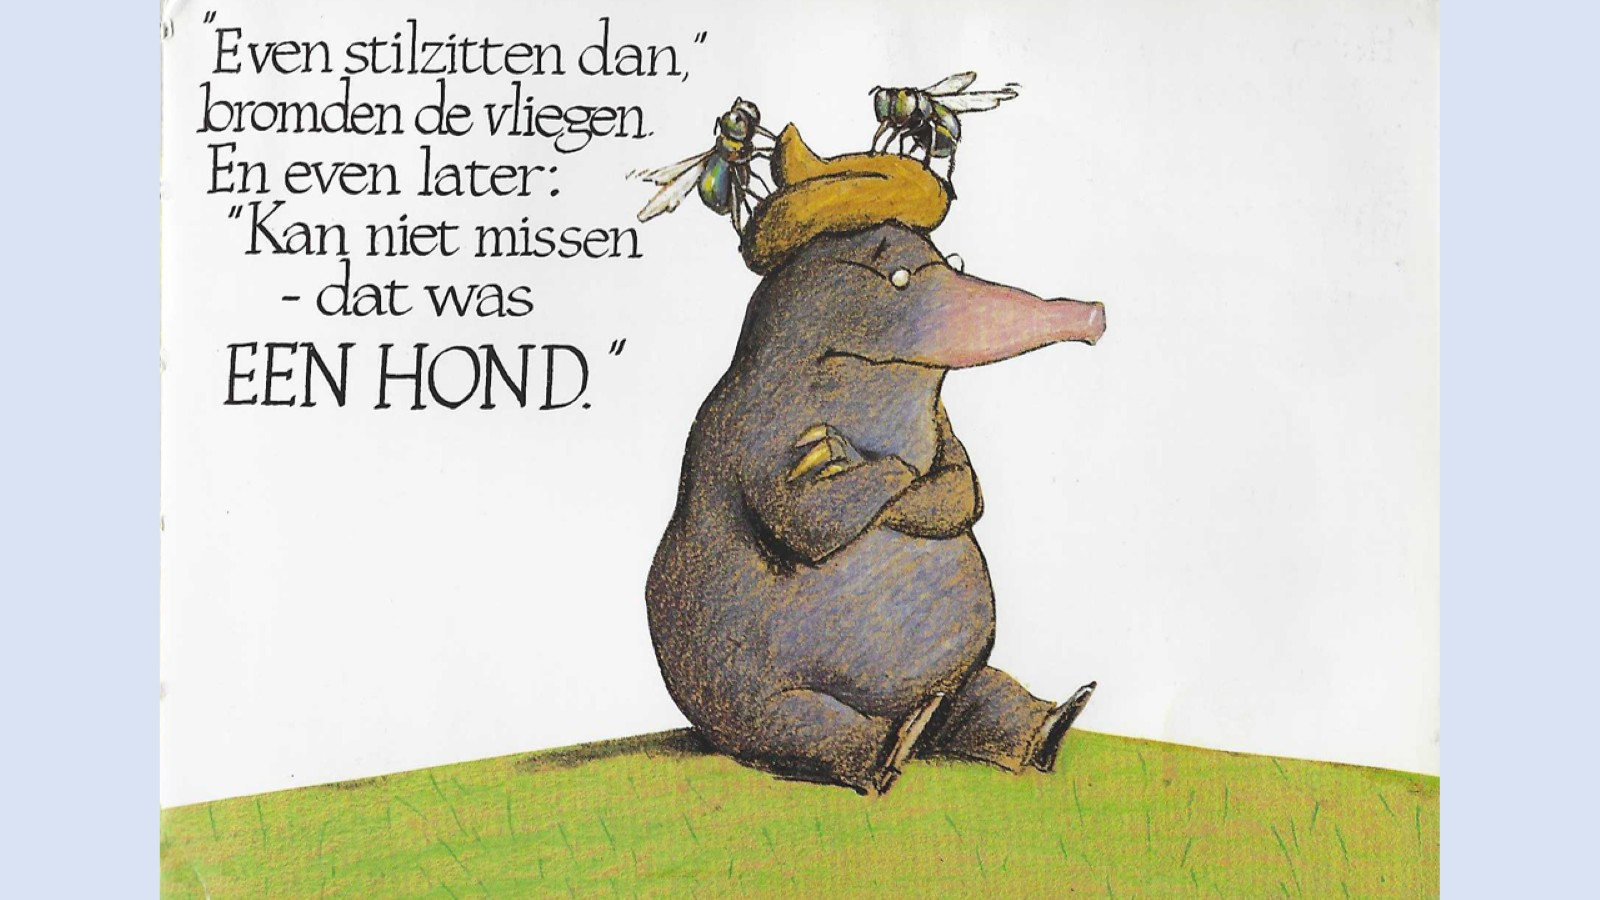 "Even stilzitten dan,"
bromden de vliegen.
En even later:
"Kan niet missen
- dat was
EEN HOND."